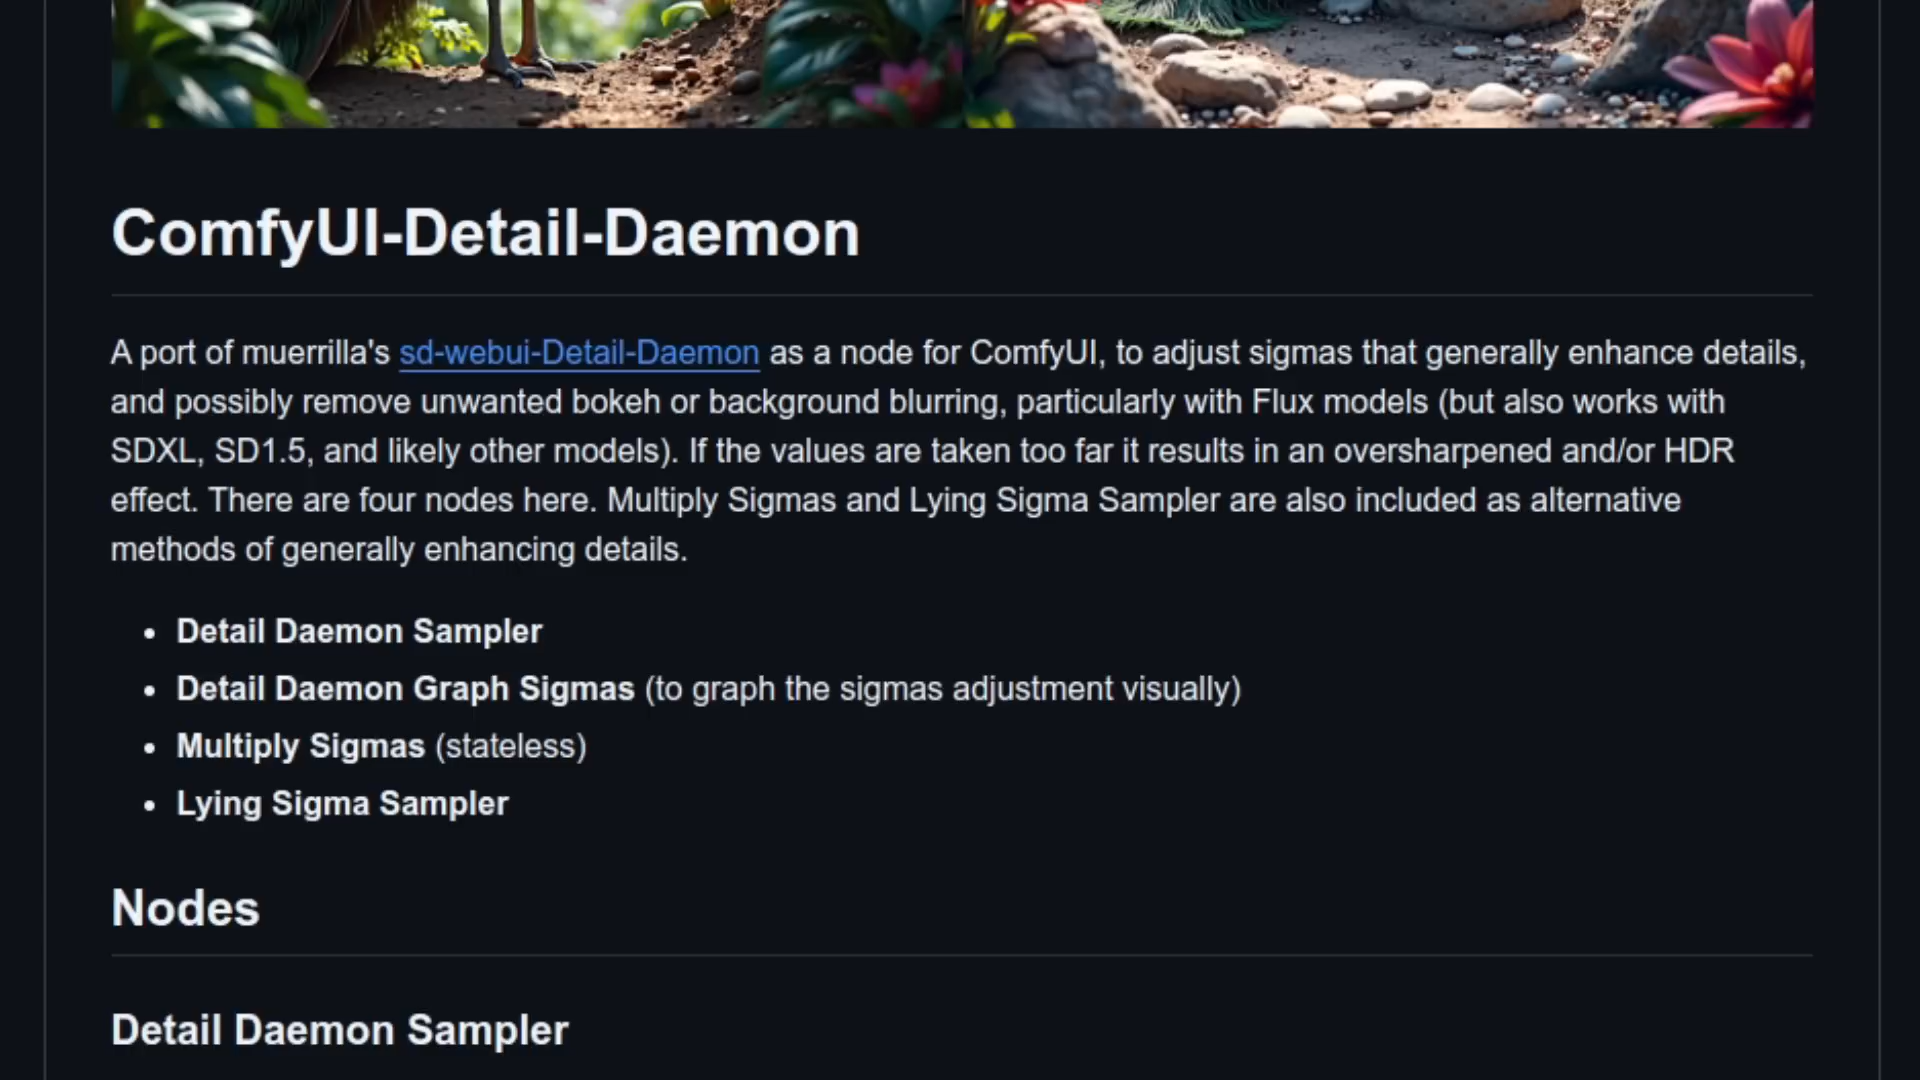 ComfyUI-Detail-Daemon
A port of muerrilla's sd-webui-Detail-Daemon as a node for ComfyUI, to adjust sigmas that generally enhance details,
and possibly remove unwanted bokeh or background blurring, particularly with Flux models (but also works with
SDXL, SD1.5, and likely other models). If the values are taken too far it results in an oversharpened and/or HDR
effect. There are four nodes here. Multiply Sigmas and Lying Sigma Sampler are also included as alternative
methods of generally enhancing details.
• Detail Daemon Sampler
• Detail Daemon Graph Sigmas (to graph the sigmas adjustment visually)
• Multiply Sigmas (stateless)
• Lying Sigma Sampler
Nodes
Detail Daemon Sampler